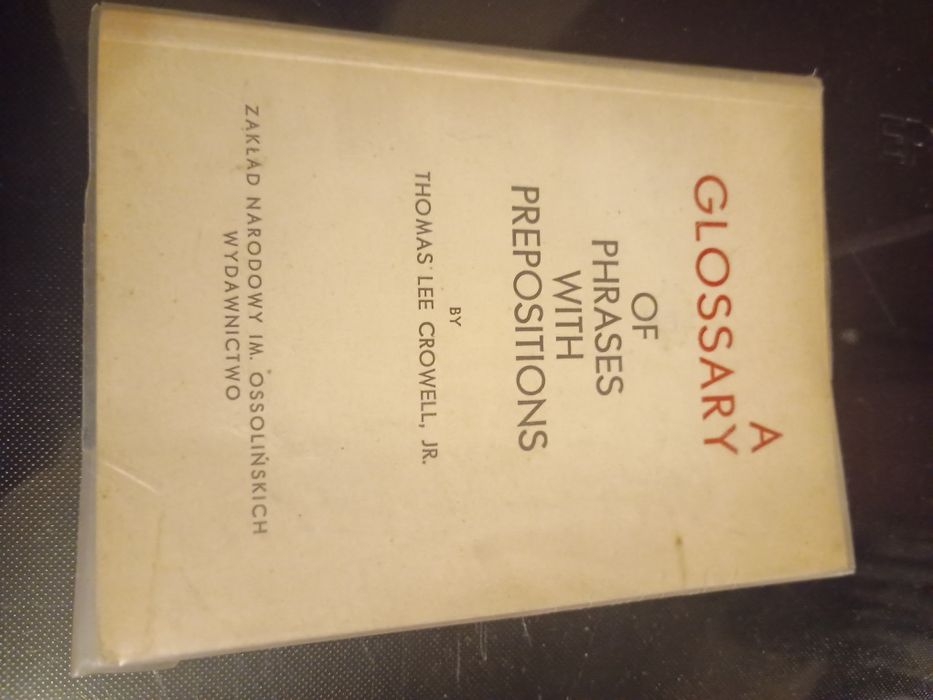 A
GLOSSARY
OF
PHRASES
WITH
PREPOSITIONS
BY
THOMAS LEE CROWELL, JR.
ZAKŁAD NARODOWY IM. OSSOLIŃSKICH
WYDAWNICTWO